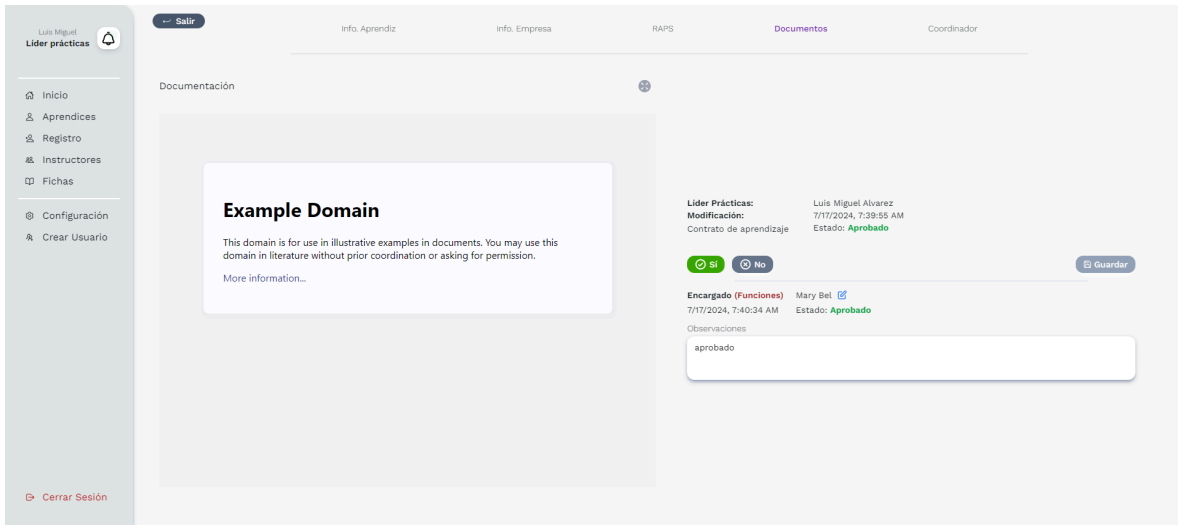 Luis Miguel
Líder prácticas
Inicio
Aprendices
Registro
Instructores
Fichas
Configuración
Crear Usuario
Cerrar Sesión
Salir
Info. Aprendiz Info. Empresa RAPS Documentos Coordinador
Documentación
Example Domain
This domain is for use in illustrative examples in documents. You may use this
domain in literature without prior coordination or asking for permission.
More information...
Líder Prácticas: Luis Miguel Alvarez
Modificación: 7/17/2024, 7:39:55 AM
Contrato de aprendizaje Estado: Aprobado
Sí No Guardar
Encargado (Funciones) Mary Bel
7/17/2024, 7:40:34 AM Estado: Aprobado
Observaciones
aprobado